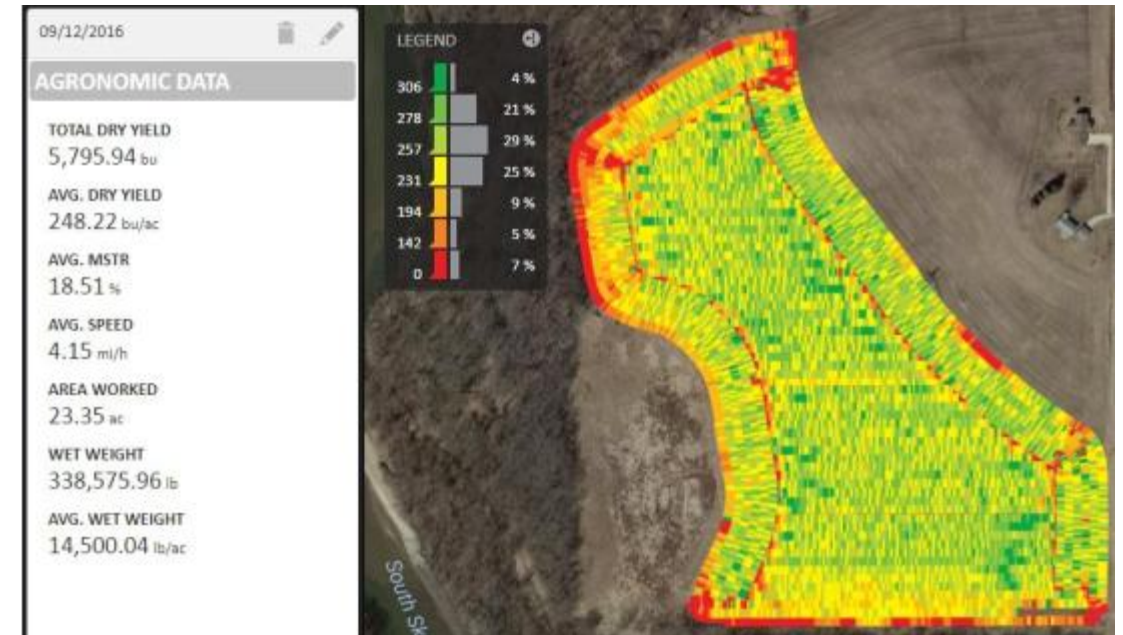 09/12/2016
AGRONOMIC DATA
TOTAL DRY YIELD
5,795.94 bu
AVG. DRY YIELD
248.22 bu/ac
AVG. MSTR
18.51 %
AVG. SPEED
4.15 mi/h
AREA WORKED
23.35 ac
WET WEIGHT
338,575.96 lb
AVG. WET WEIGHT
14,500.04 lb/ac
LEGEND
306 4 %
278 21 %
257 29 %
231 25 %
194 9 %
142 5 %
0 7 %
South Sk